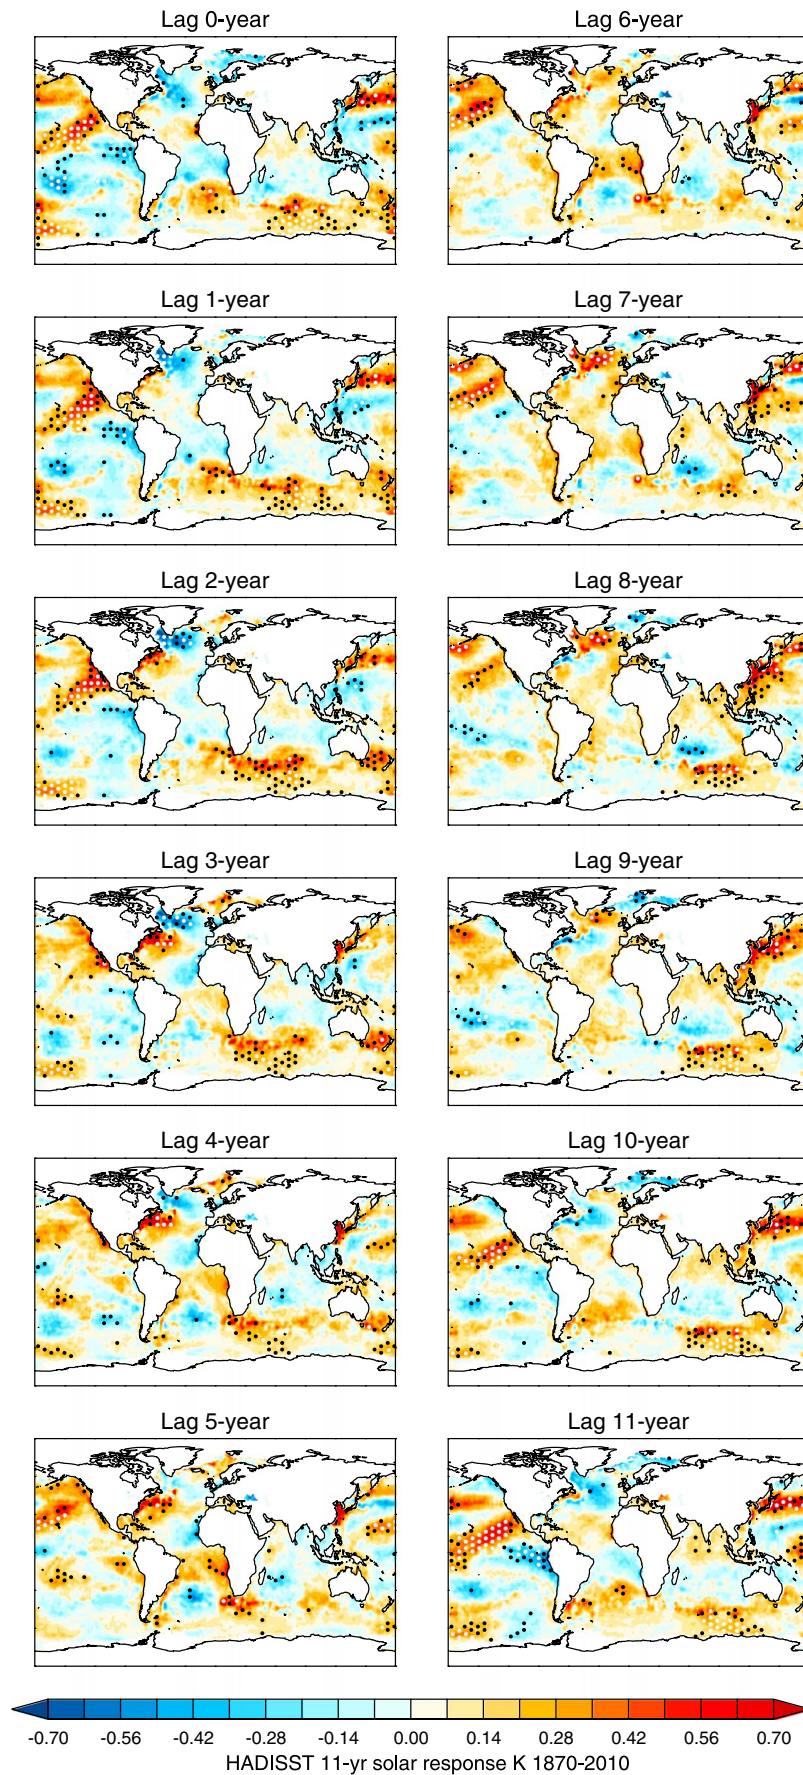 Lag 0-year
Lag 6-year
Lag 1-year
Lag 7-year
Lag 2-year
Lag 8-year
Lag 3-year
Lag 9-year
Lag 4-year
Lag 10-year
Lag 5-year
Lag 11-year
-0.70 -0.56 -0.42 -0.28 -0.14 0.00 0.14 0.28 0.42 0.56 0.70
HADISST 11-yr solar response K 1870-2010